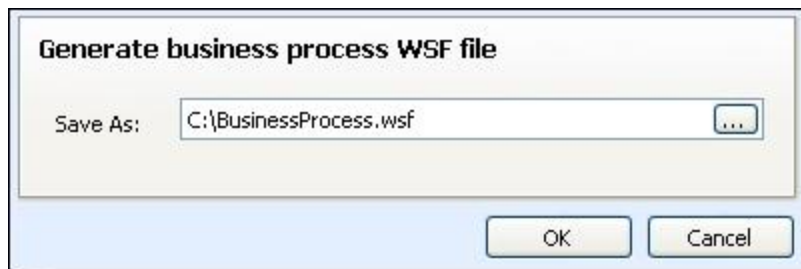 Generate business process WSF file
Save As: C:\BusinessProcess.wsf ...
OK Cancel